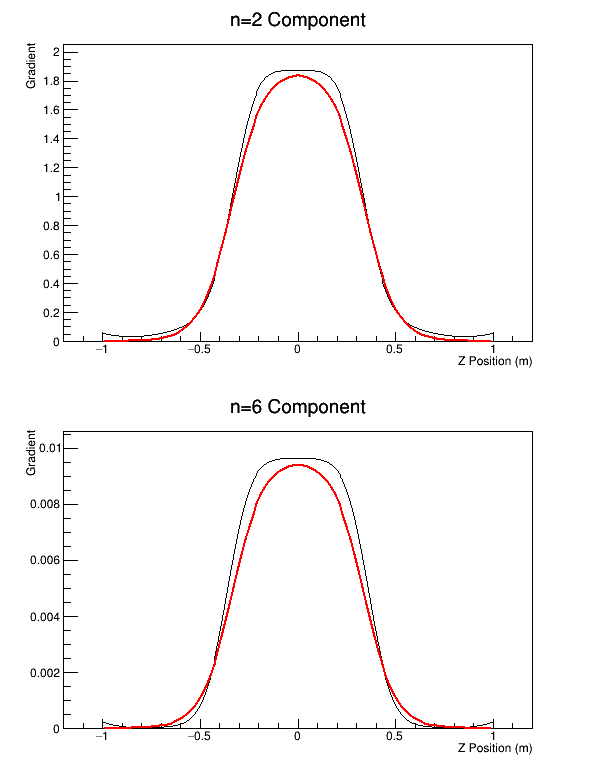 n=2 Component
Gradient
2
1.8
1.6
1.4
1.2
1
0.8
0.6
0.4
0.2
0
−1 −0.5 0 0.5 1
Z Position (m)
n=6 Component
Gradient
0.01
0.008
0.006
0.004
0.002
0
−1 −0.5 0 0.5 1
Z Position (m)